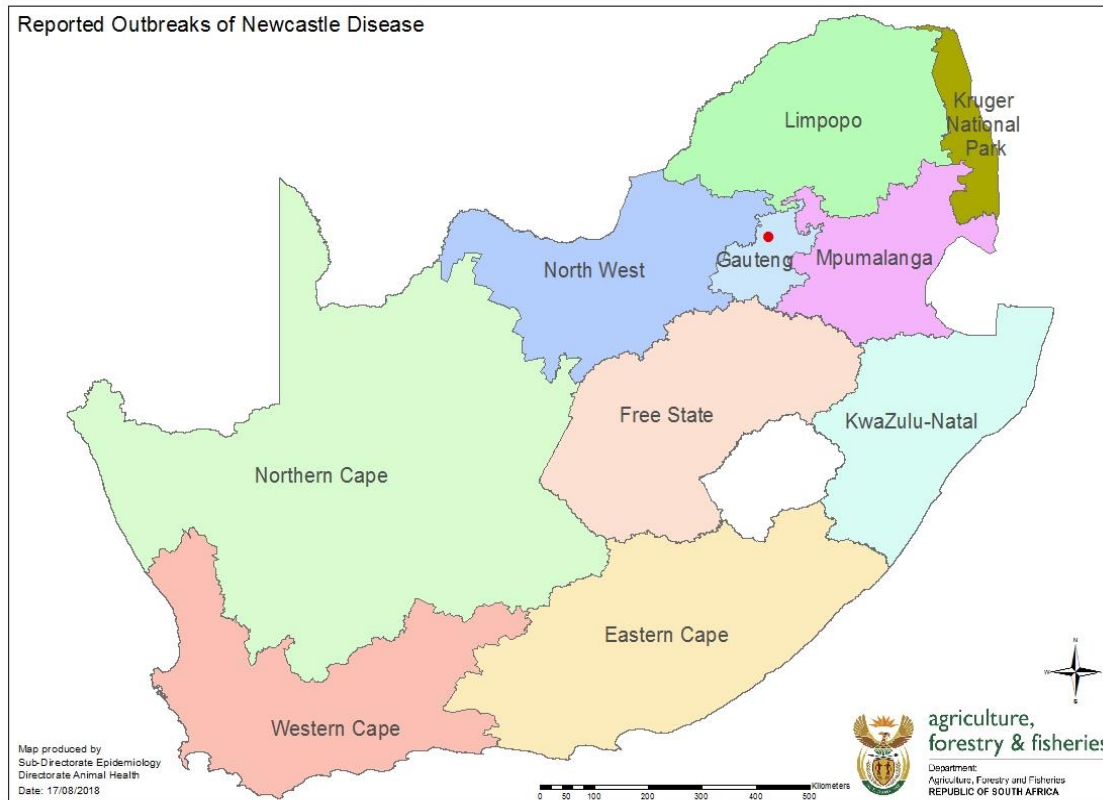 Reported Outbreaks of Newcastle Disease
Limpopo
Kruger
National
Park
North West
Gauteng
Mpumalanga
Free State
KwaZulu-Natal
Northern Cape
Eastern Cape
Western Cape
N
W
E
S
Map produced by
Sub-Directorate Epidemiology
Directorate Animal Health
Date: 17/08/2018
Kilometers
0 50 100 200 300 400 500
agriculture,
forestry & fisheries
Department:
Agriculture, Forestry and Fisheries
REPUBLIC OF SOUTH AFRICA